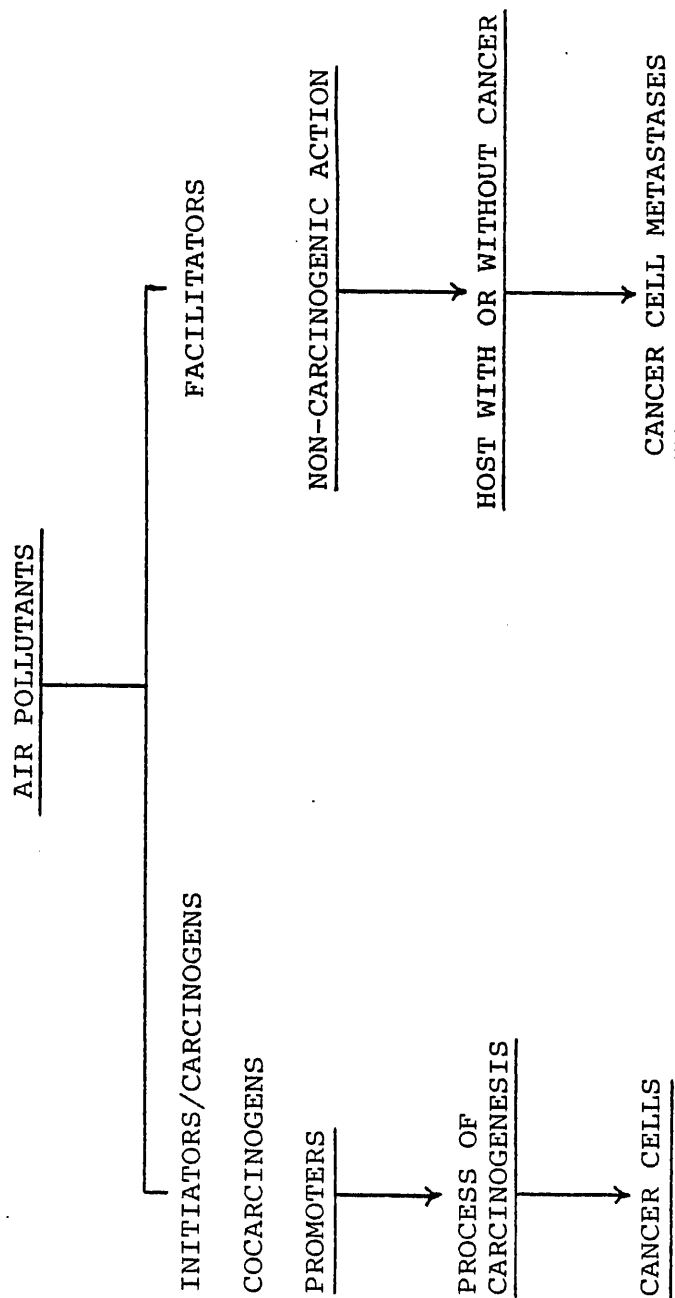 AIR POLLUTANTS
INITIATORS/CARCINOGENS
COCARCINOGENS
PROMOTERS
PROCESS OF
CARCINOGENESIS
CANCER CELLS
FACILITATORS
NON-CARCINOGENIC ACTION
HOST WITH OR WITHOUT CANCER
CANCER CELL METASTASES